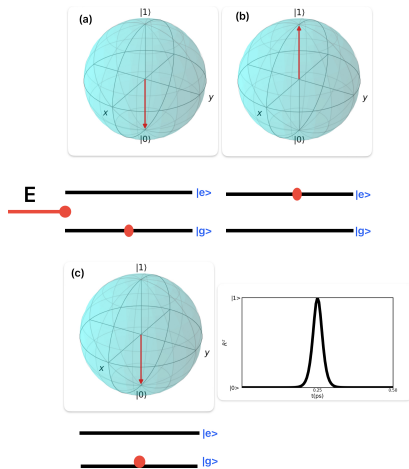 (a)
|1⟩
x
y
|0⟩
(b)
|1⟩
x
y
|0⟩
E
|e>
|g>
|e>
|g>
(c)
|1⟩
x
y
|0⟩
|1>
|0>
0.25
0.50
t(ps)
|e>
|g>